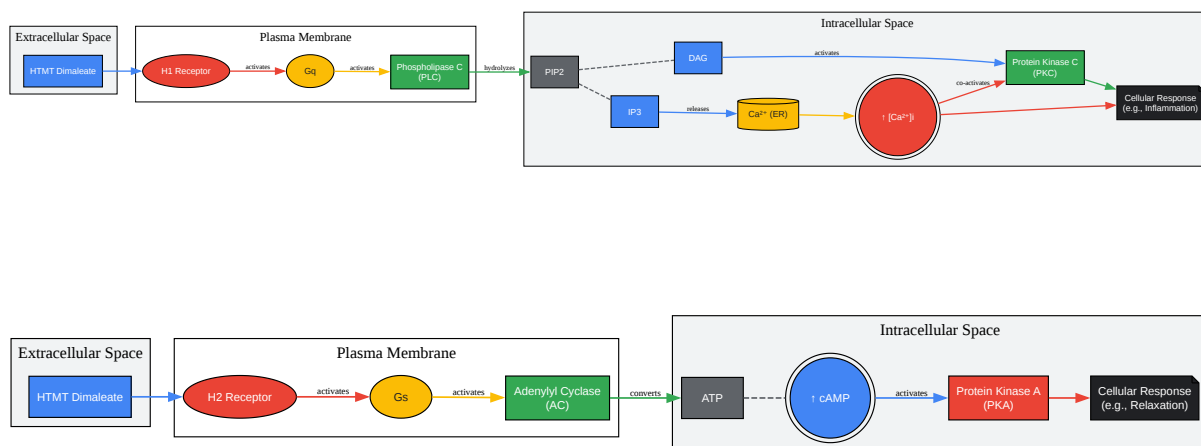 Extracellular Space
HTMT Dimaleate
Plasma Membrane
H1 Receptor
activates
Gq
activates
Phospholipase C
(PLC)
hydrolyzes
Intracellular Space
PIP2
DAG
activates
IP3
releases
Ca²⁺ (ER)
↑ [Ca²⁺]i
co-activates
Protein Kinase C
(PKC)
Cellular Response
(e.g., Inflammation)
Extracellular Space
HTMT Dimaleate
Plasma Membrane
H2 Receptor
activates
Gs
activates
Adenylyl Cyclase
(AC)
converts
Intracellular Space
ATP
↑ cAMP
activates
Protein Kinase A
(PKA)
Cellular Response
(e.g., Relaxation)